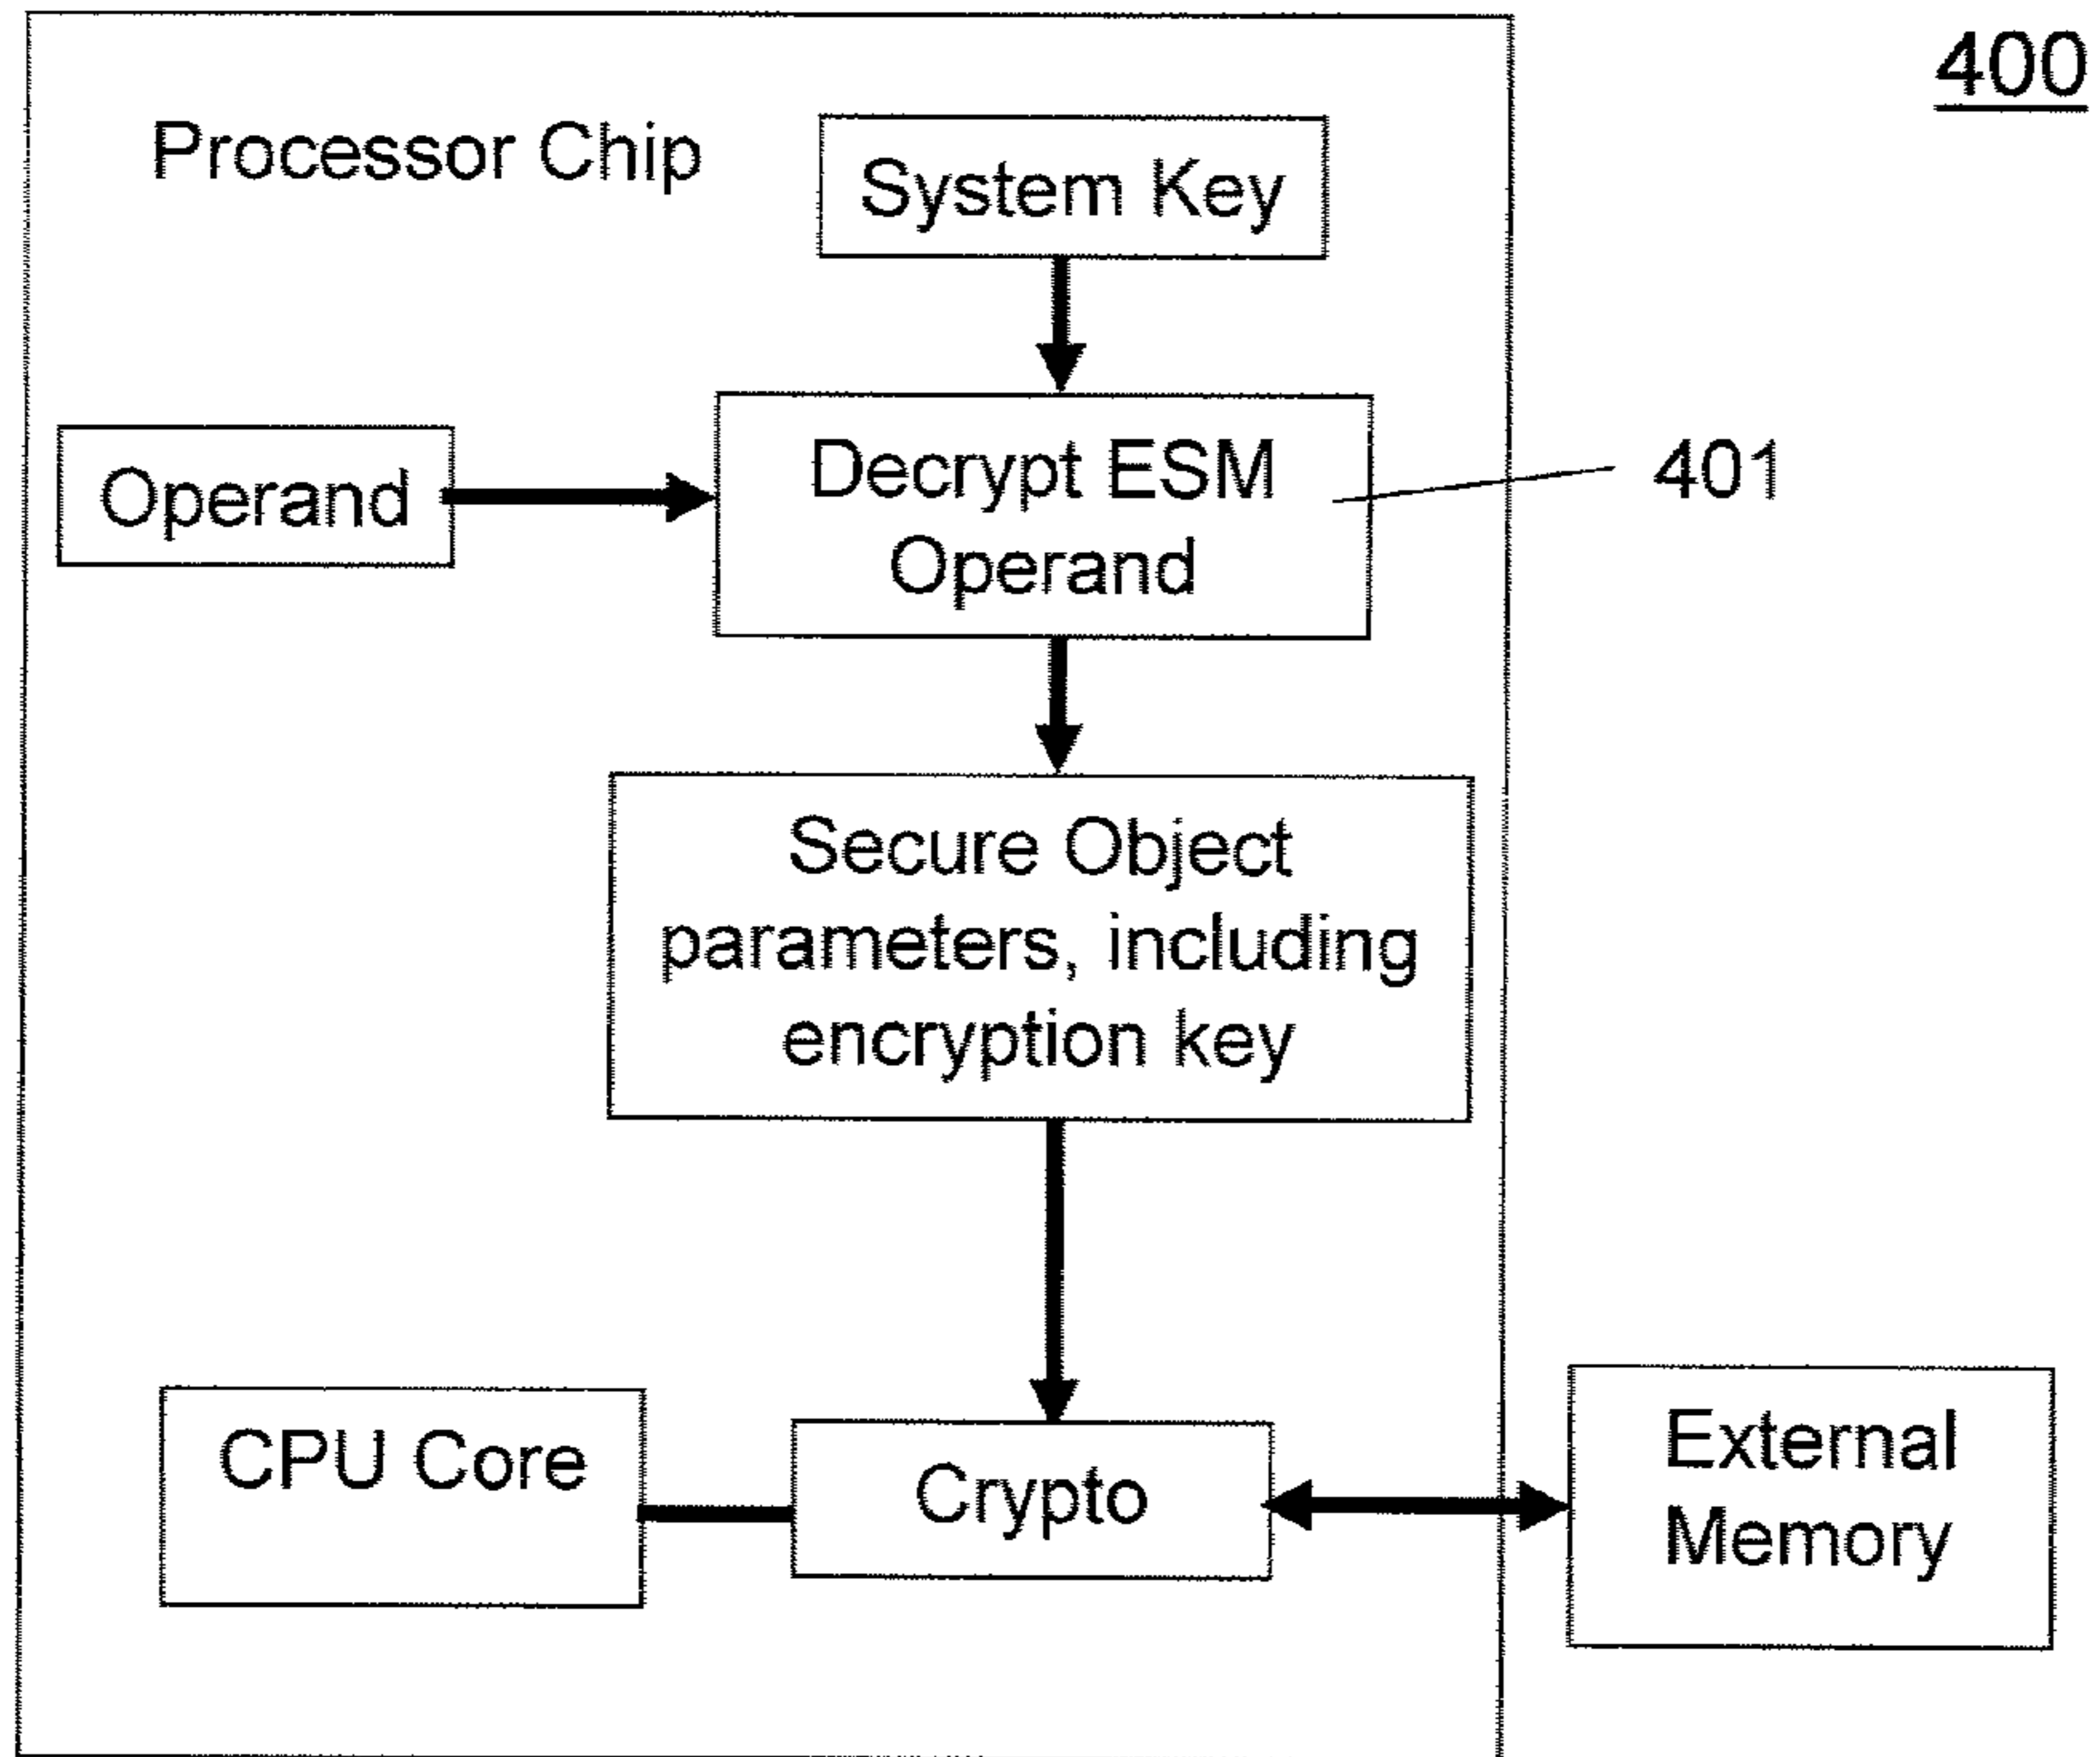 400
Processor Chip
System Key
Operand
Decrypt ESM
Operand
401
Secure Object
parameters, including
encryption key
CPU Core
Crypto
External
Memory